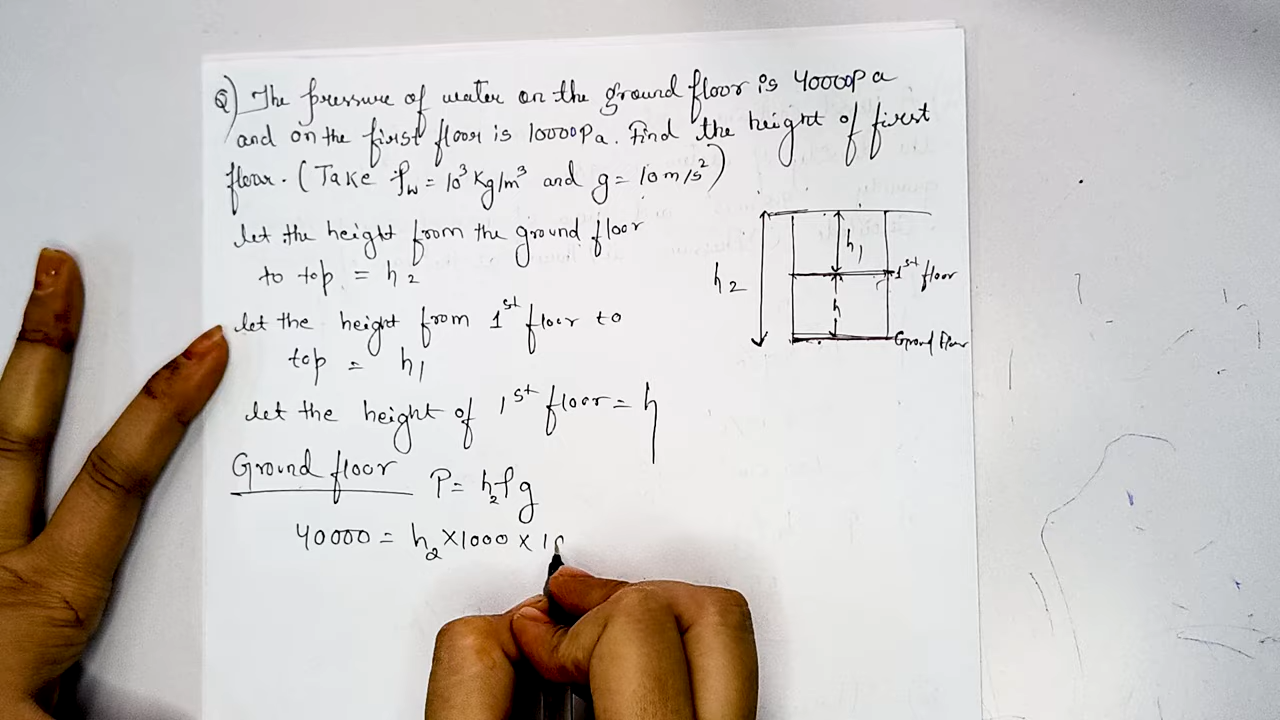 Q) The pressure of water on the ground floor is 40000Pa
and on the first floor is 10000Pa. Find the height of first
floor. (Take ρw = 10³ Kg/m³ and g = 10 m/s²)
let the height from the ground floor
to top = h₂
let the height from 1st floor to
top = h₁
let the height of 1st floor = h
Ground floor P = h₂ρg
40000 = h₂ × 1000 × 10
h₂
h₁
1st floor
h
Ground floor